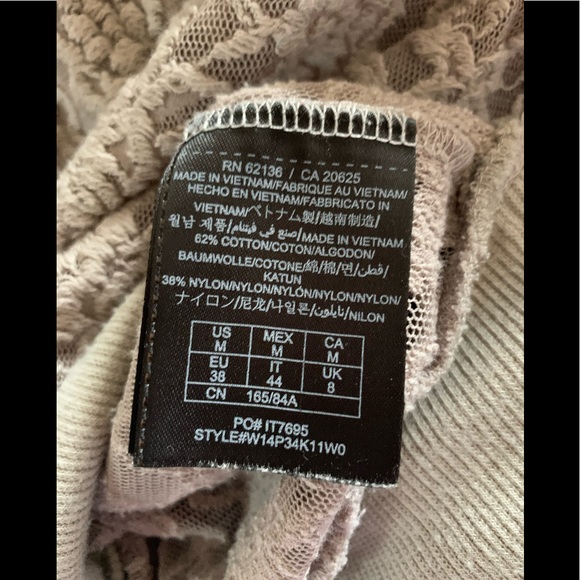 RN 62136 / CA 20625
MADE IN VIETNAM/FABRIQUE AU VIETNAM/
HECHO EN VIETNAM/FABBRICATO IN
VIETNAM/ベトナム製/越南制造/
월남 제품/صنع في فيتنام/MADE IN VIETNAM
62% COTTON/COTON/ALGODON/
BAUMWOLLE/COTONE/綿/棉/면/قطن/
KATUN
38% NYLON/NYLON/NYLON/NYLON/NYLON/
ナイロン/尼龙/나일론/نايلون/NILON
US MEX CA
M M M
EU IT UK
38 44 8
CN 165/84A
PO# IT7695
STYLE#W14P34K11W0